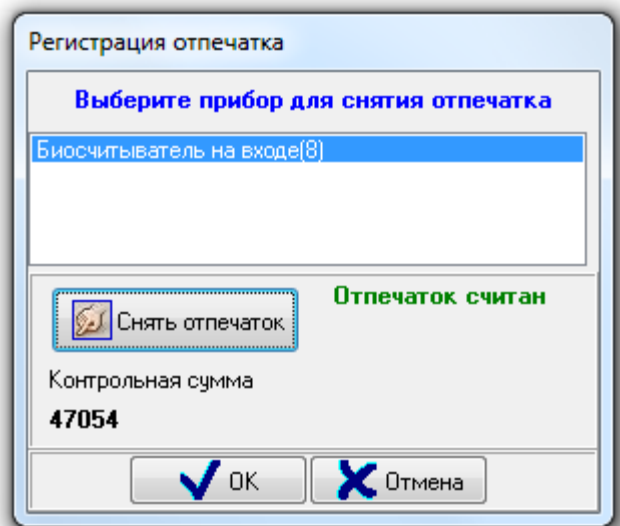 Регистрация отпечатка
Выберите прибор для снятия отпечатка
Биосчитыватель на входе(8)
Снять отпечаток
Отпечаток считан
Контрольная сумма
47054
OK
Отмена